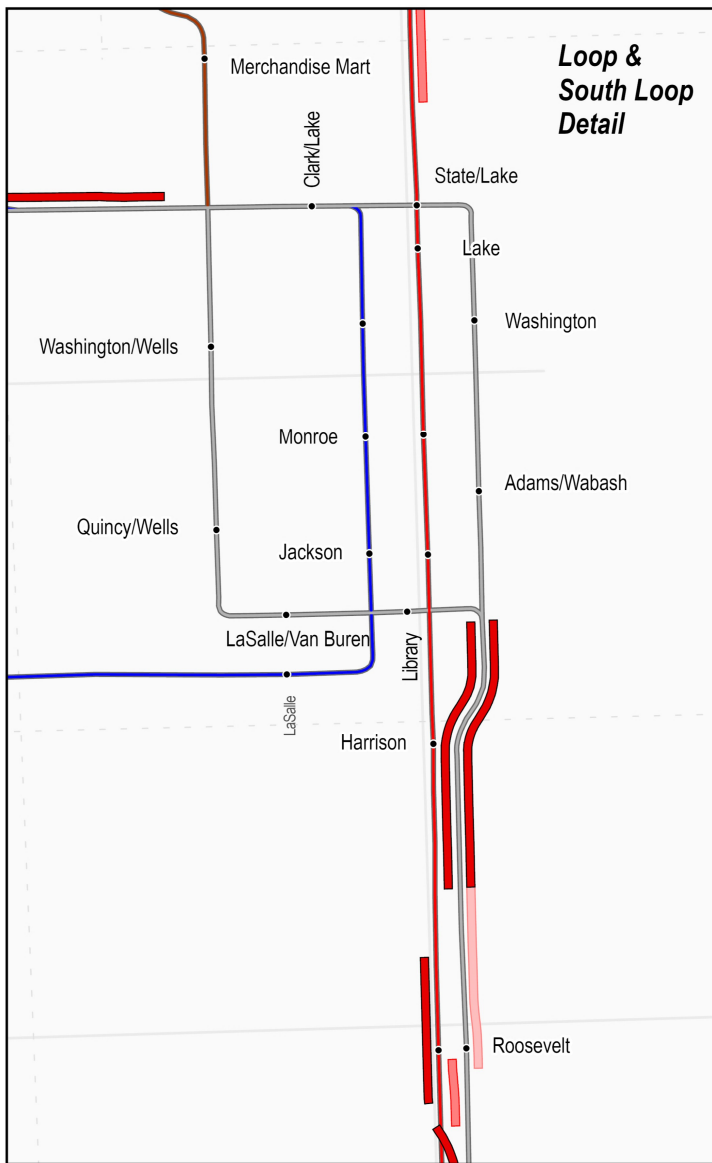 Loop &
South Loop
Detail
Merchandise Mart
Clark/Lake
State/Lake
Lake
Washington
Washington/Wells
Monroe
Adams/Wabash
Quincy/Wells
Jackson
LaSalle/Van Buren
Library
LaSalle
Harrison
Roosevelt